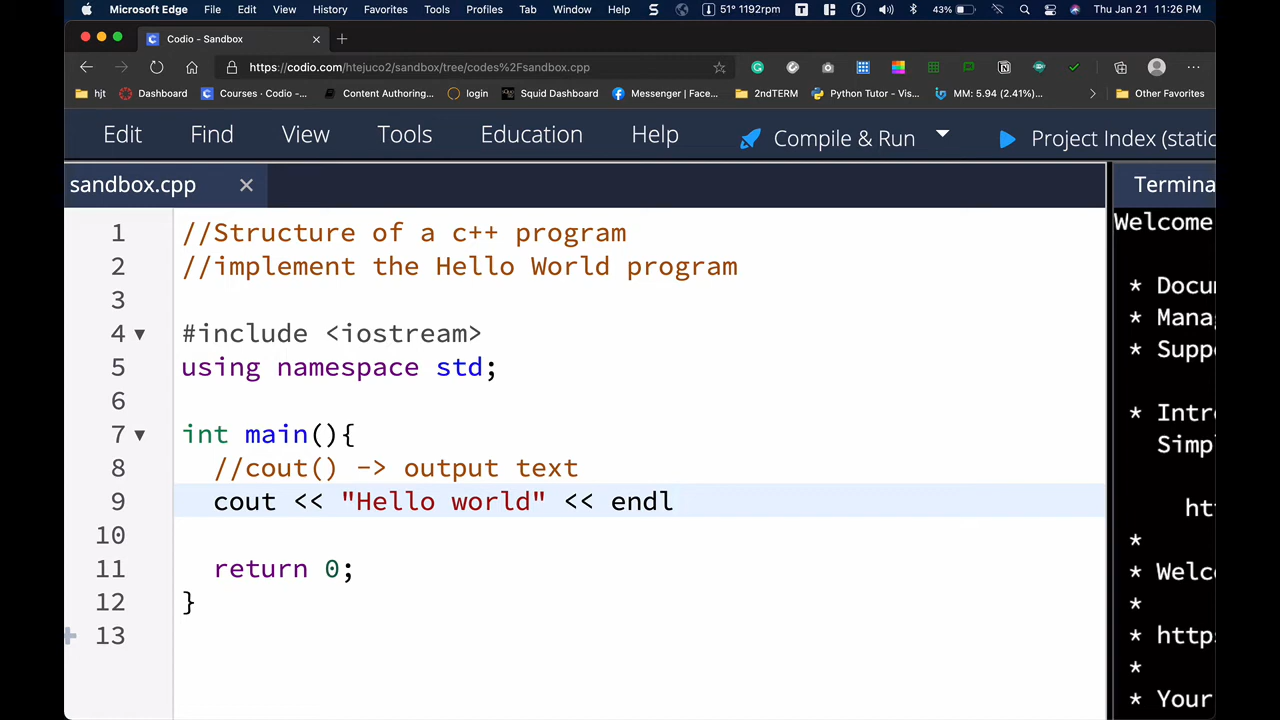 Microsoft Edge File Edit View History Favorites Tools Profiles Tab Window Help 51° 1192rpm 43% Thu Jan 21 11:26 PM
Codio - Sandbox
https://codio.com/htejuco2/sandbox/tree/codes%2Fsandbox.cpp
hjt Dashboard Courses - Codio -... Content Authoring... login Squid Dashboard Messenger | Face... 2ndTERM Python Tutor - Vis... MM: 5.94 (2.41%)... Other Favorites
Edit Find View Tools Education Help Compile & Run Project Index (static
sandbox.cpp Termina
1 //Structure of a c++ program
2 //implement the Hello World program
3
4 #include <iostream>
5 using namespace std;
6
7 int main(){
8 //cout() -> output text
9 cout << "Hello world" << endl
10
11 return 0;
12 }
13
Welcome
* Docu
* Mana
* Supp
* Intr
Simpl
ht
*
* Welc
*
* http
*
* Your